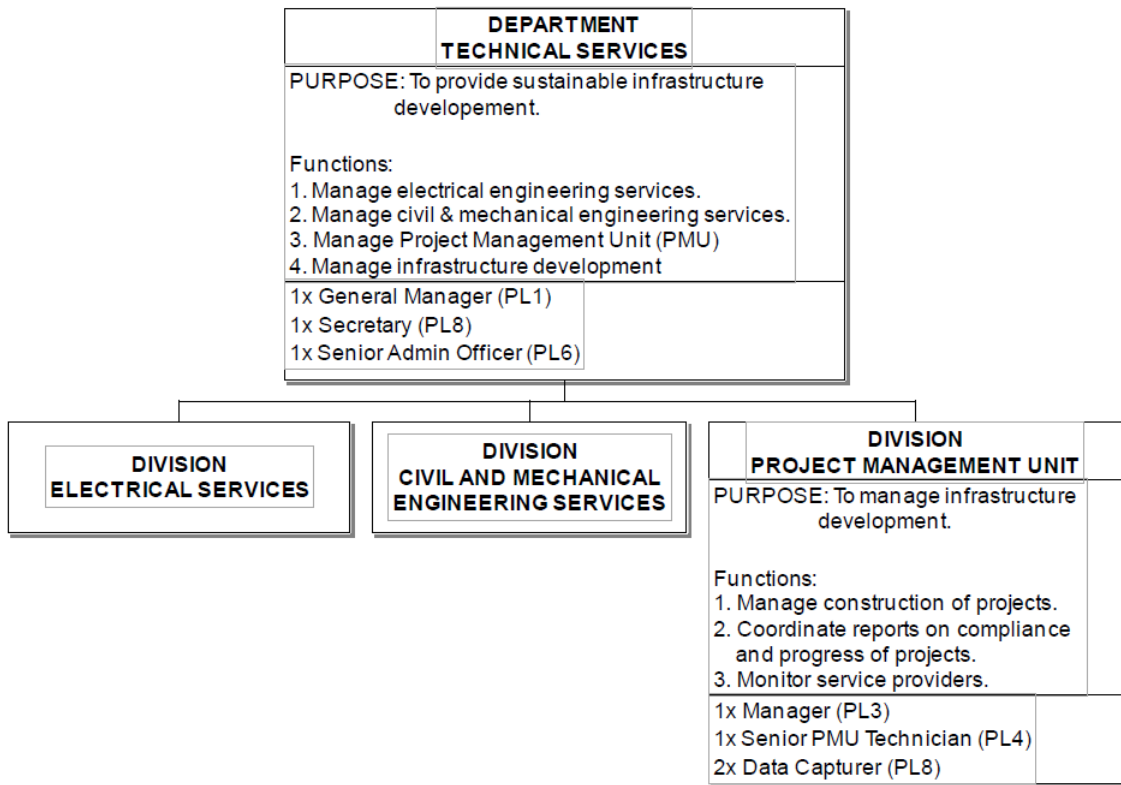 DEPARTMENT
TECHNICAL SERVICES
PURPOSE: To provide sustainable infrastructure
developement.
Functions:
1. Manage electrical engineering services.
2. Manage civil & mechanical engineering services.
3. Manage Project Management Unit (PMU)
4. Manage infrastructure development
1x General Manager (PL1)
1x Secretary (PL8)
1x Senior Admin Officer (PL6)
DIVISION
ELECTRICAL SERVICES
DIVISION
CIVIL AND MECHANICAL
ENGINEERING SERVICES
DIVISION
PROJECT MANAGEMENT UNIT
PURPOSE: To manage infrastructure
development.
Functions:
1. Manage construction of projects.
2. Coordinate reports on compliance
and progress of projects.
3. Monitor service providers.
1x Manager (PL3)
1x Senior PMU Technician (PL4)
2x Data Capturer (PL8)